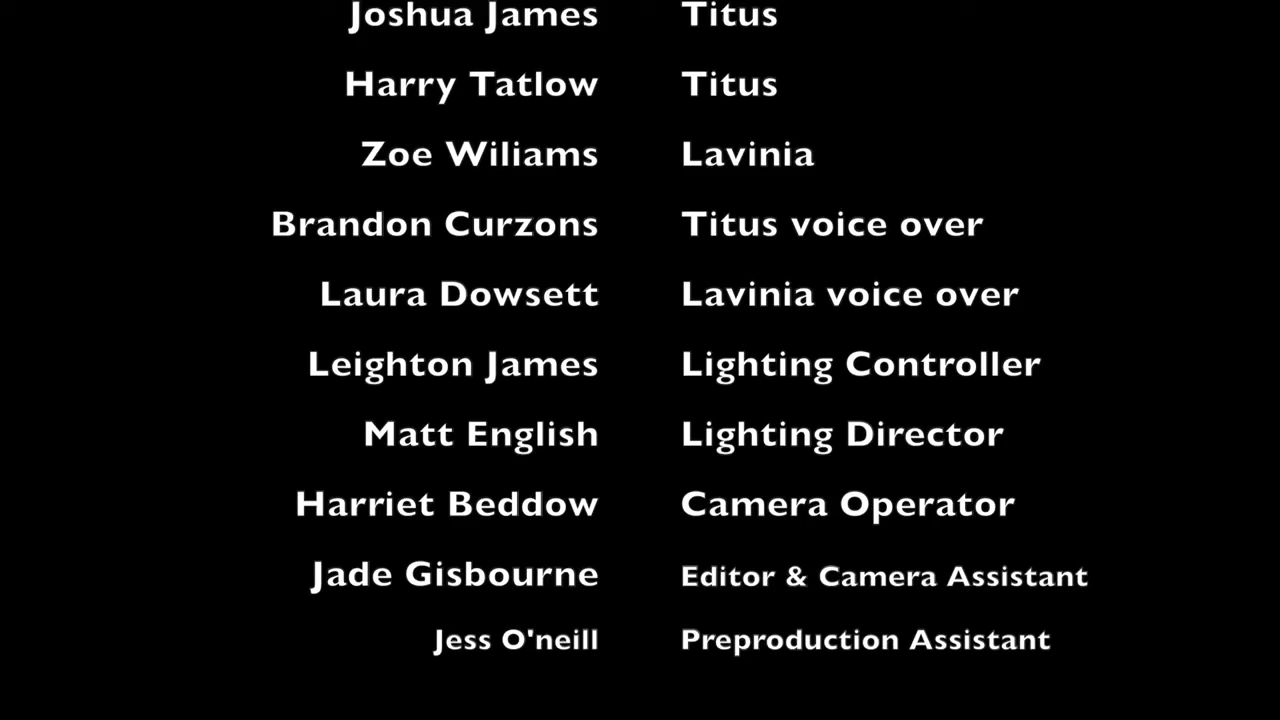 Joshua James Titus
Harry Tatlow Titus
Zoe Wiliams Lavinia
Brandon Curzons Titus voice over
Laura Dowsett Lavinia voice over
Leighton James Lighting Controller
Matt English Lighting Director
Harriet Beddow Camera Operator
Jade Gisbourne Editor & Camera Assistant
Jess O'neill Preproduction Assistant